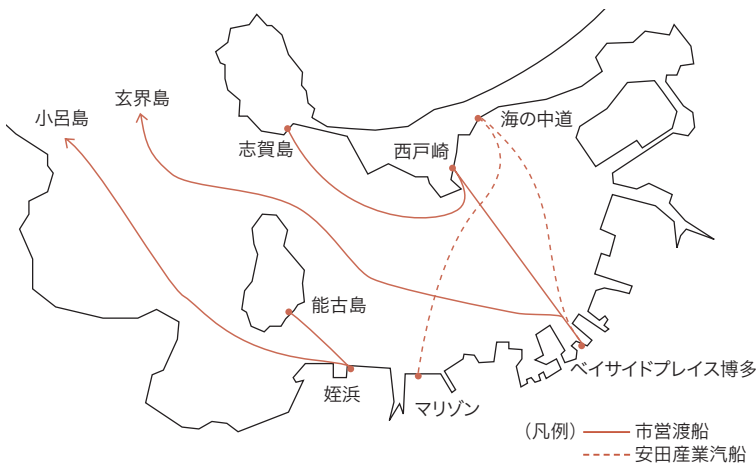 玄界島
小呂島
海の中道
志賀島
西戸崎
能古島
ベイサイドプレイス博多
姪浜
マリゾン
(凡例)
市営渡船
安田産業汽船